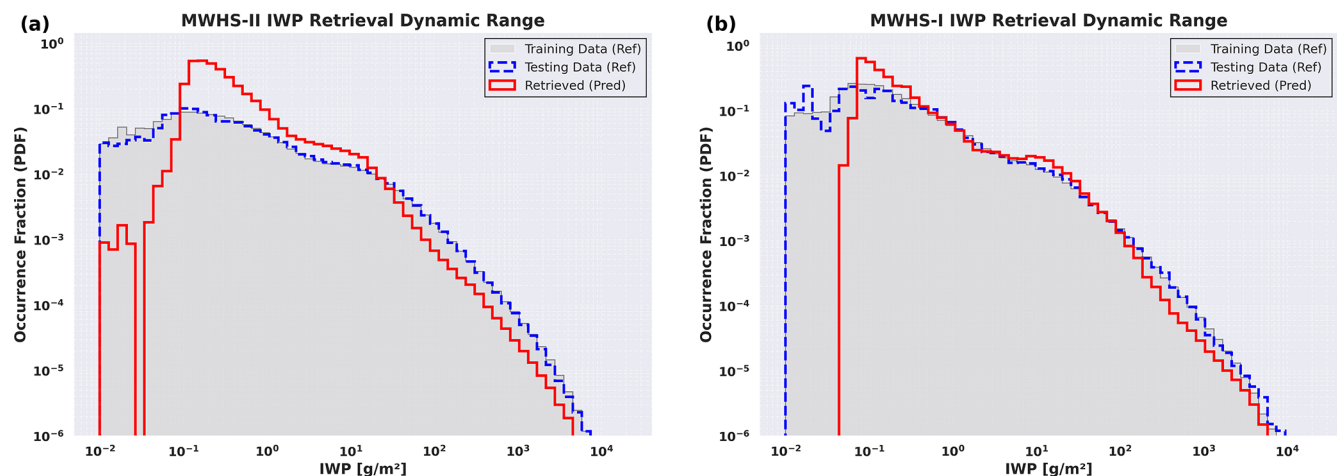 (a)
MWHS-II IWP Retrieval Dynamic Range
Training Data (Ref)
Testing Data (Ref)
Retrieved (Pred)
Occurrence Fraction (PDF)
10⁰
10⁻¹
10⁻²
10⁻³
10⁻⁴
10⁻⁵
10⁻⁶
10⁻² 10⁻¹ 10⁰ 10¹ 10² 10³ 10⁴
IWP [g/m²]
(b)
MWHS-I IWP Retrieval Dynamic Range
Training Data (Ref)
Testing Data (Ref)
Retrieved (Pred)
Occurrence Fraction (PDF)
10⁰
10⁻¹
10⁻²
10⁻³
10⁻⁴
10⁻⁵
10⁻⁶
10⁻² 10⁻¹ 10⁰ 10¹ 10² 10³ 10⁴
IWP [g/m²]